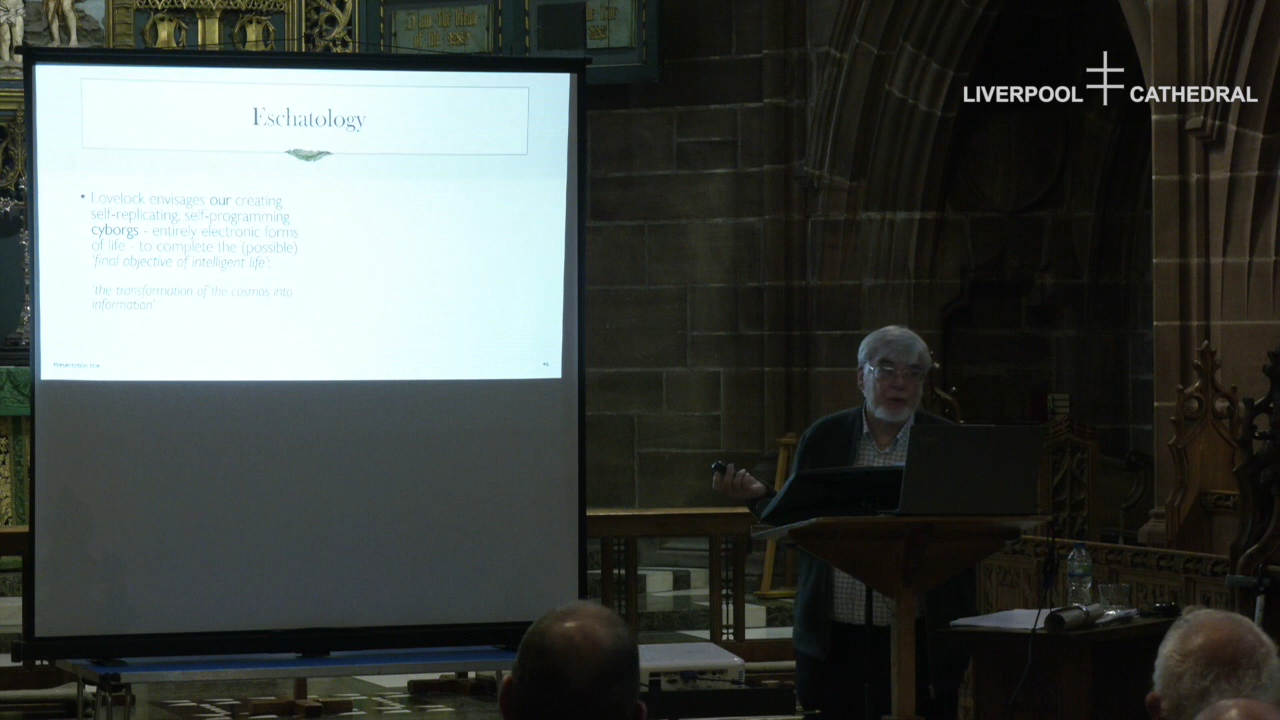 LIVERPOOL CATHEDRAL
Eschatology
• Lovelock envisages our creating
self-replicating, self-programming
cyborgs - entirely electronic forms
of life - to complete the (possible)
'final objective of intelligent life':
'the transformation of the cosmos into
information'